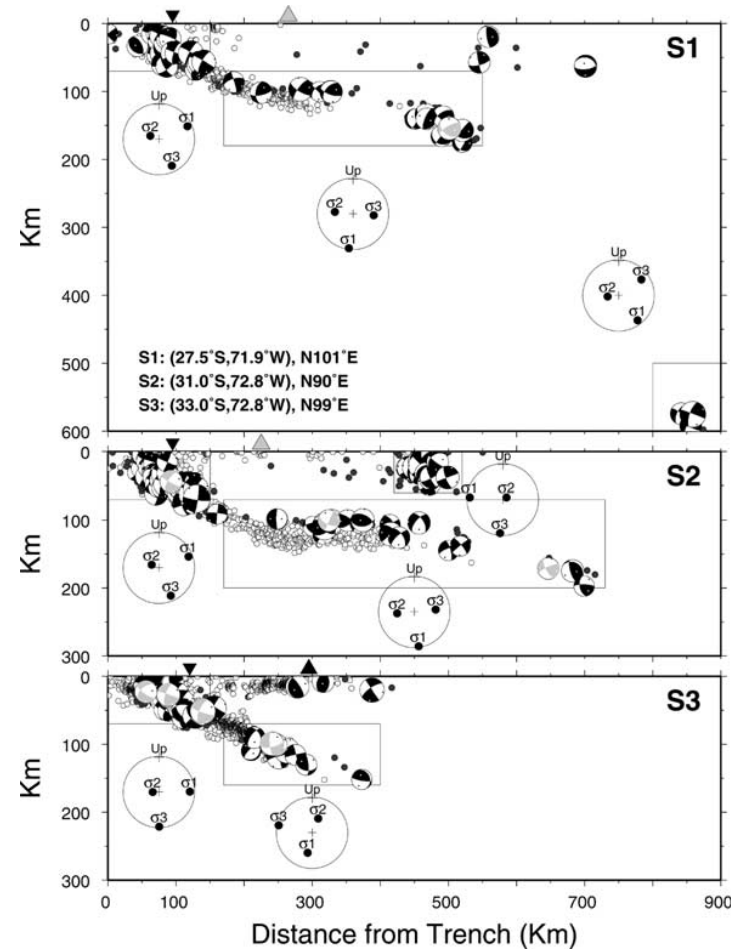 0
100
200
300
400
500
600
Km
S1
Up
σ2
σ1
σ3
Up
σ2
σ3
σ1
Up
σ3
σ2
σ1
S1: (27.5°S,71.9°W), N101°E
S2: (31.0°S,72.8°W), N90°E
S3: (33.0°S,72.8°W), N99°E
0
100
200
300
Km
S2
Up
σ1
σ2
σ3
Up
σ2
σ1
σ3
Up
σ2
σ3
σ1
0
100
200
300
Km
S3
Up
σ2
σ1
σ3
Up
σ3
σ2
σ1
0 100 200 300 400 500 600 700 800 900
Distance from Trench (Km)